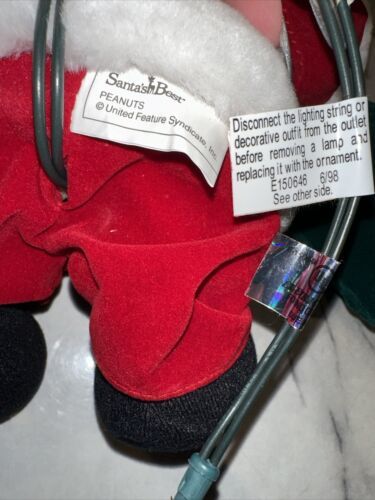 Santa's Best
PEANUTS
© United Feature Syndicate, Inc.
Disconnect the lighting string or
decorative outfit from the outlet
before removing a lamp and
replacing it with the ornament.
E150646 6/98
See other side.